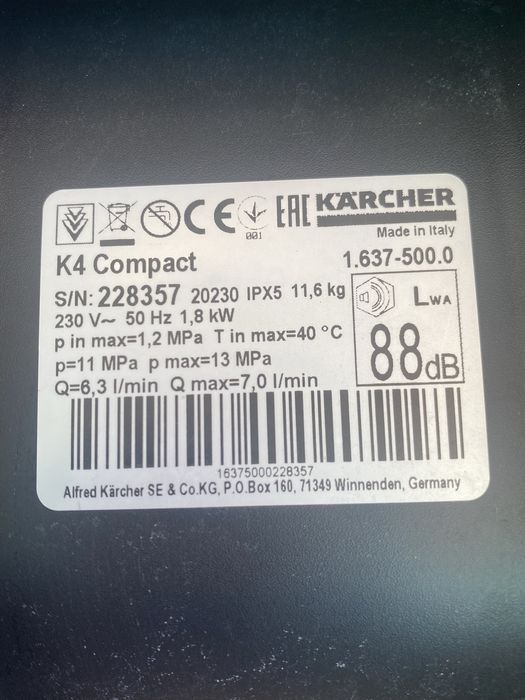 CE 001 EAC KÄRCHER
Made in Italy
K4 Compact 1.637-500.0
S/N: 228357 20230 IPX5 11,6 kg
230 V~ 50 Hz 1,8 kW
p in max=1,2 MPa T in max=40 °C
p=11 MPa p max=13 MPa
Q=6,3 l/min Q max=7,0 l/min
LWA
88dB
16375000228357
Alfred Kärcher SE & Co.KG, P.O.Box 160, 71349 Winnenden, Germany